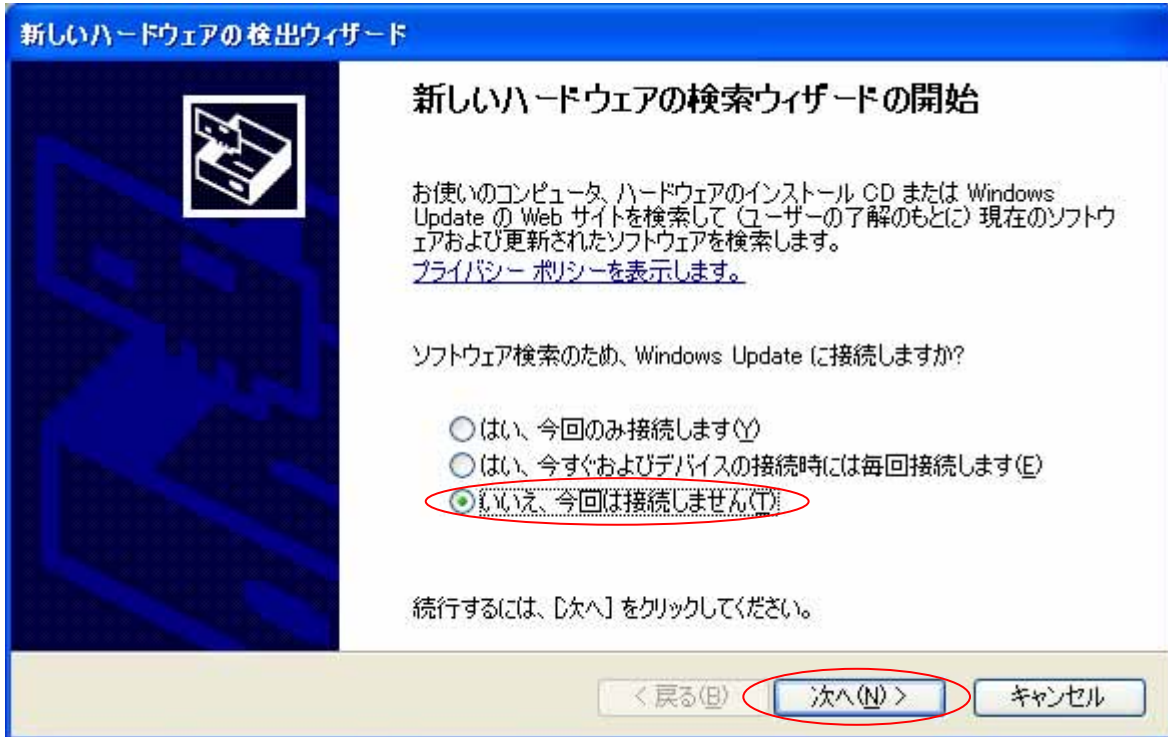 新しいハードウェアの検出ウィザード
新しいハードウェアの検索ウィザードの開始
お使いのコンピュータ、ハードウェアのインストール CD または Windows
Update の Web サイトを検索して (ユーザーの了解のもとに) 現在のソフトウ
ェアおよび更新されたソフトウェアを検索します。
プライバシー ポリシーを表示します。
ソフトウェア検索のため、Windows Update に接続しますか?
はい、今回のみ接続します(Y)
はい、今すぐおよびデバイスの接続時には毎回接続します(E)
いいえ、今回は接続しません(T)
続行するには、[次へ] をクリックしてください。
< 戻る(B) 次へ(N) > キャンセル